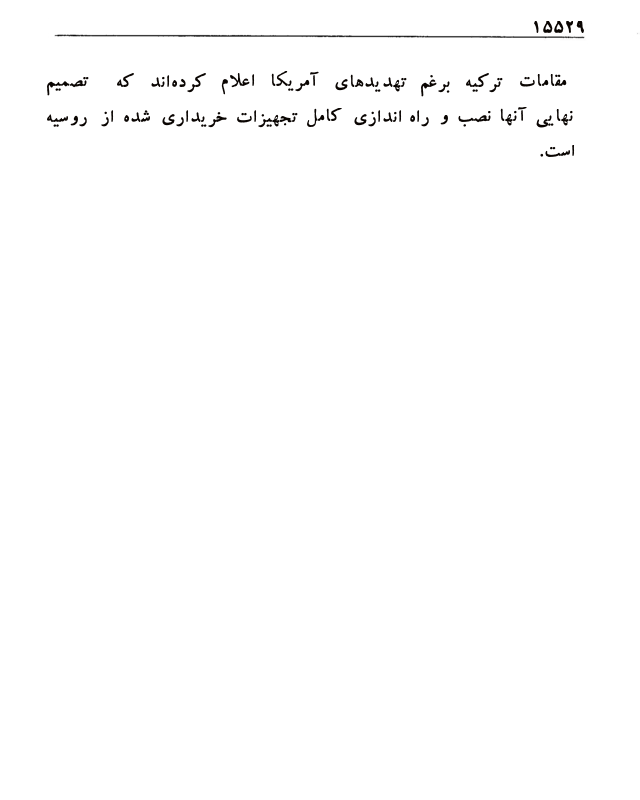 ۱۵۵۲۹
مقامات ترکیه برغم تهدیدهای آمریکا اعلام کرده‌اند که تصمیم
نهایی آنها نصب و راه اندازی کامل تجهیزات خریداری شده از روسیه
است.